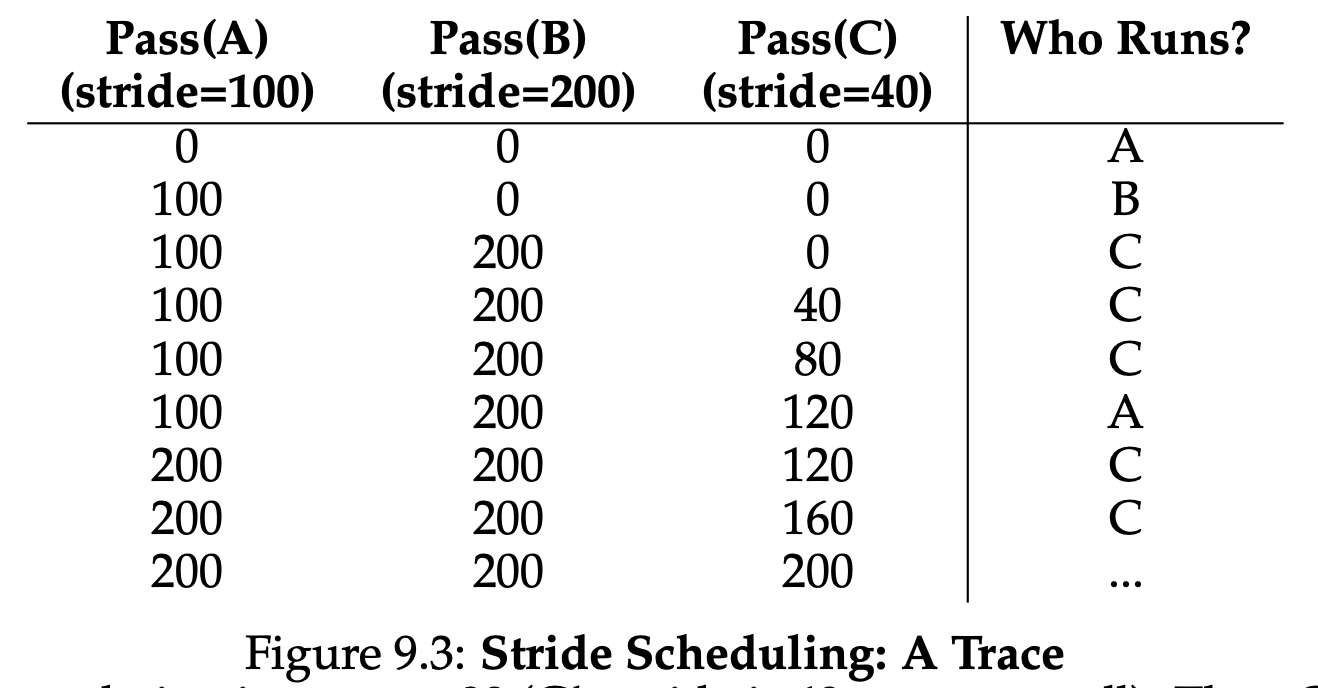 Pass(A) Pass(B) Pass(C) Who Runs?
(stride=100) (stride=200) (stride=40)
0 0 0 A
100 0 0 B
100 200 0 C
100 200 40 C
100 200 80 C
100 200 120 A
200 200 120 C
200 200 160 C
200 200 200 ...
Figure 9.3: Stride Scheduling: A Trace